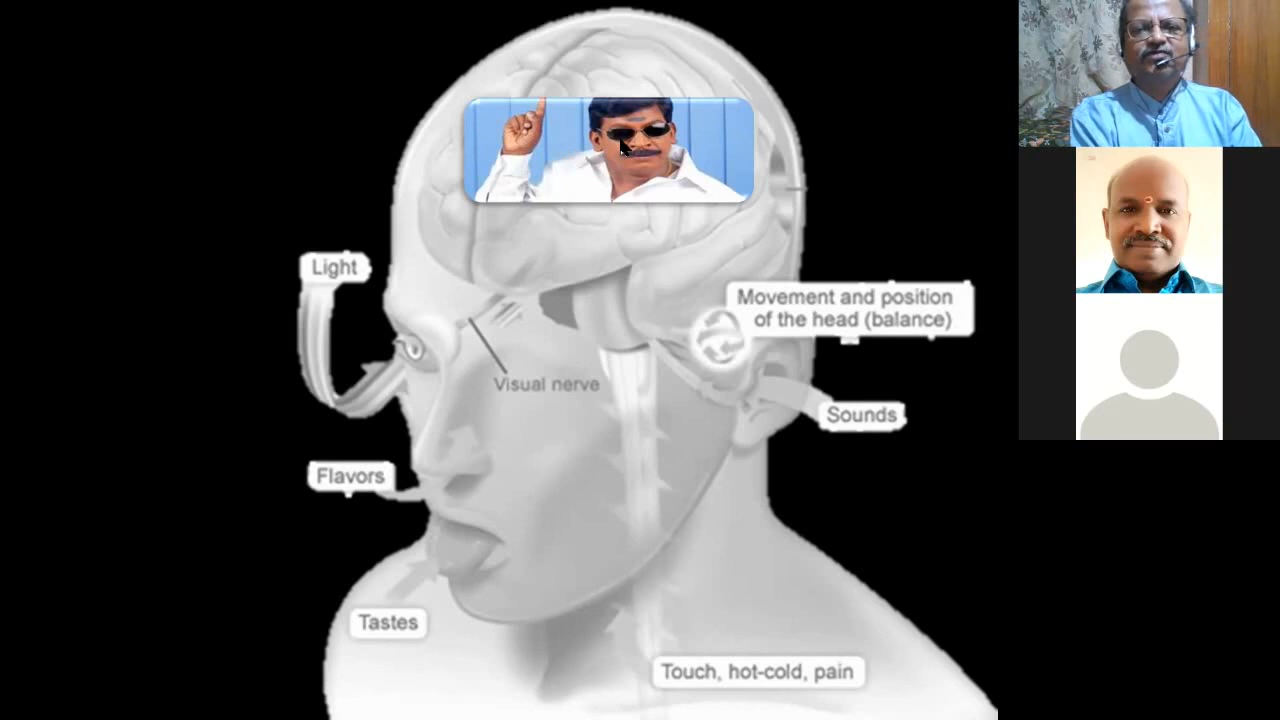 Light
Movement and position
of the head (balance)
Visual nerve
Sounds
Flavors
Tastes
Touch, hot-cold, pain